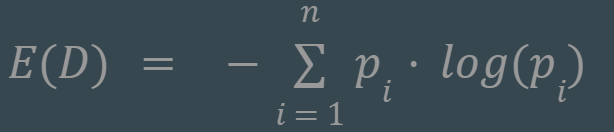 E(D) = - n∑i = 1 pi · log(pi)